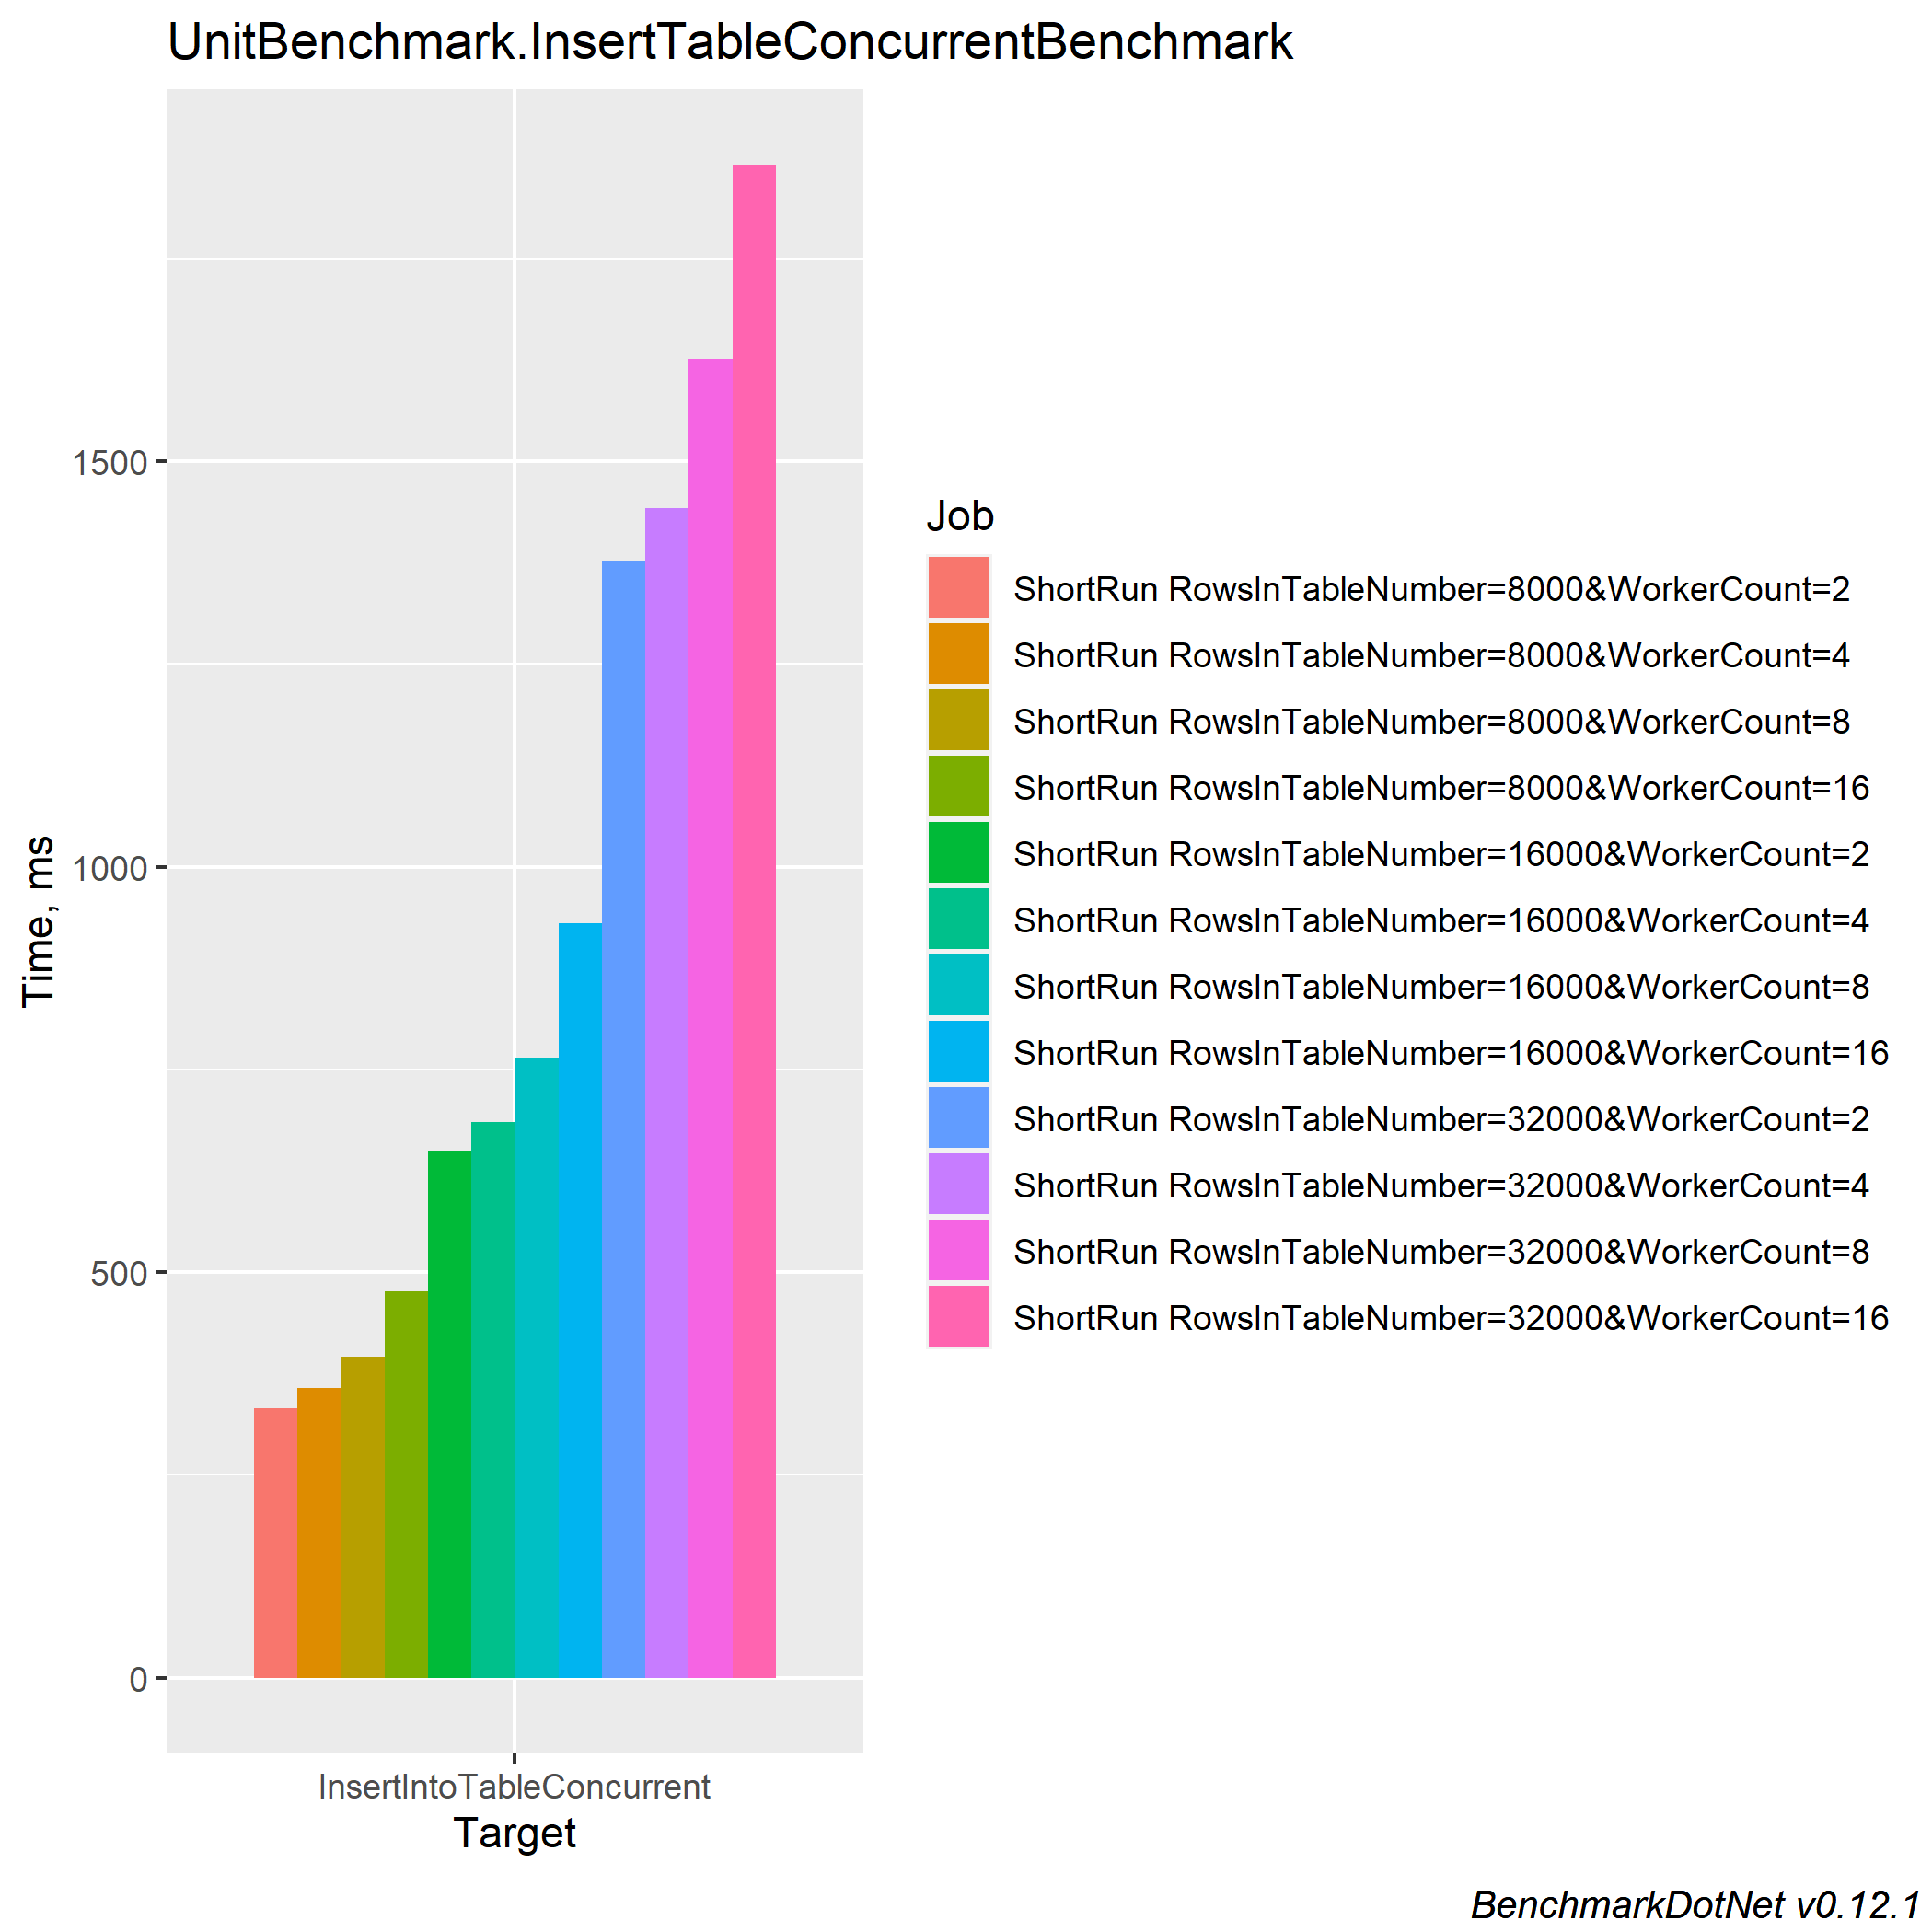 UnitBenchmark.InsertTableConcurrentBenchmark
Time, ms
1500
1000
500
0
InsertIntoTableConcurrent
Target
Job
ShortRun RowsInTableNumber=8000&WorkerCount=2
ShortRun RowsInTableNumber=8000&WorkerCount=4
ShortRun RowsInTableNumber=8000&WorkerCount=8
ShortRun RowsInTableNumber=8000&WorkerCount=16
ShortRun RowsInTableNumber=16000&WorkerCount=2
ShortRun RowsInTableNumber=16000&WorkerCount=4
ShortRun RowsInTableNumber=16000&WorkerCount=8
ShortRun RowsInTableNumber=16000&WorkerCount=16
ShortRun RowsInTableNumber=32000&WorkerCount=2
ShortRun RowsInTableNumber=32000&WorkerCount=4
ShortRun RowsInTableNumber=32000&WorkerCount=8
ShortRun RowsInTableNumber=32000&WorkerCount=16
BenchmarkDotNet v0.12.1